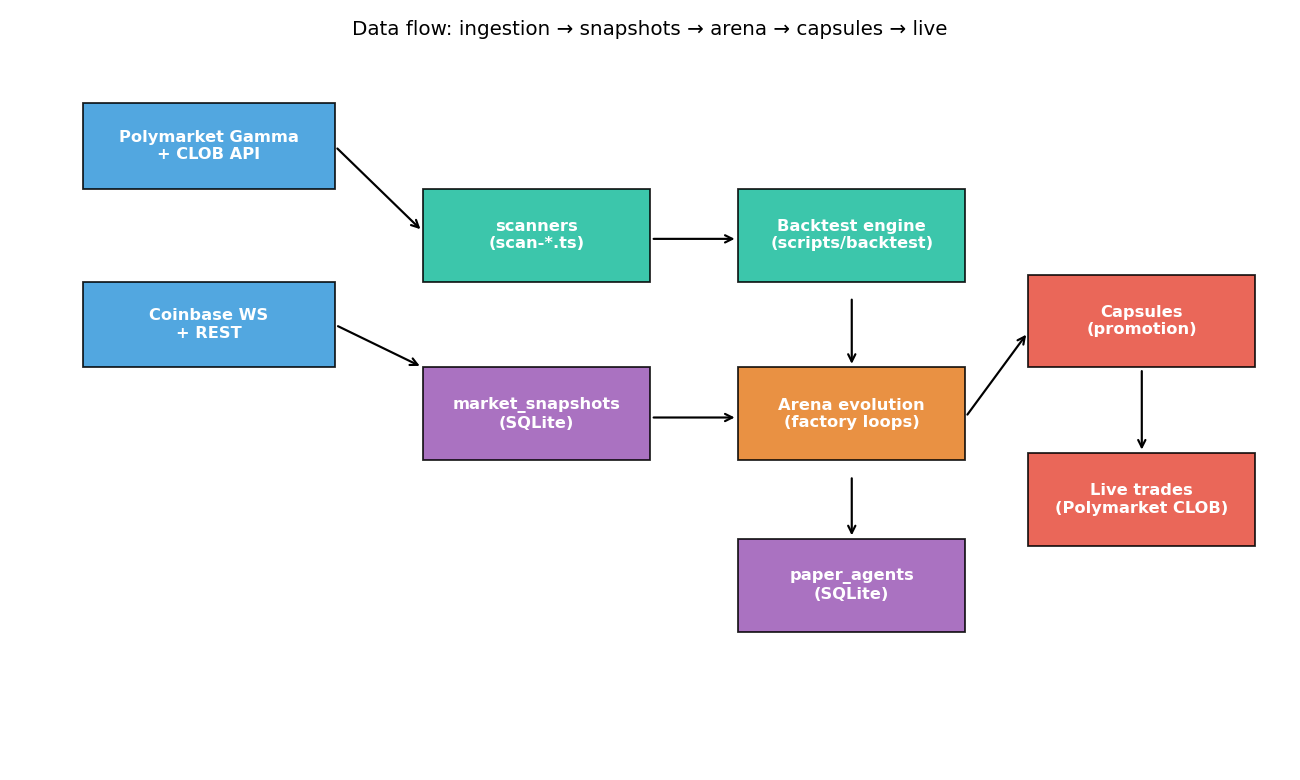 Data flow: ingestion → snapshots → arena → capsules → live
Polymarket Gamma
+ CLOB API
Coinbase WS
+ REST
scanners
(scan-*.ts)
market_snapshots
(SQLite)
Backtest engine
(scripts/backtest)
Arena evolution
(factory loops)
paper_agents
(SQLite)
Capsules
(promotion)
Live trades
(Polymarket CLOB)